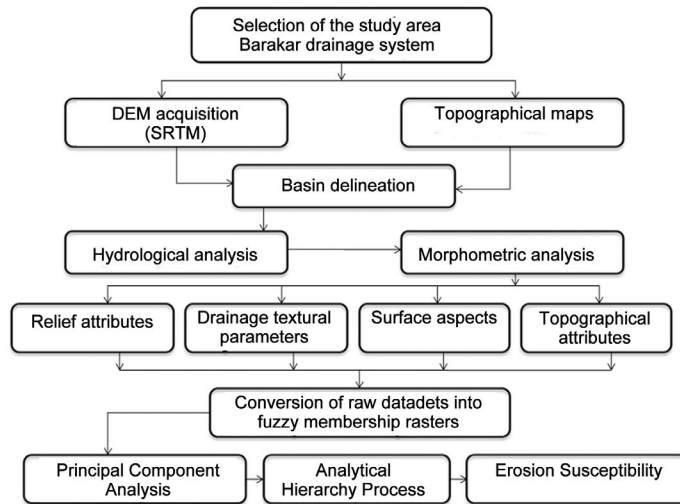 Selection of the study area
Barakar drainage system
DEM acquisition
(SRTM)
Topographical maps
Basin delineation
Hydrological analysis
Morphometric analysis
Relief attributes
Drainage textural
parameters
Surface aspects
Topographical
attributes
Conversion of raw datadets into
fuzzy membership rasters
Principal Component
Analysis
Analytical
Hierarchy Process
Erosion Susceptibility